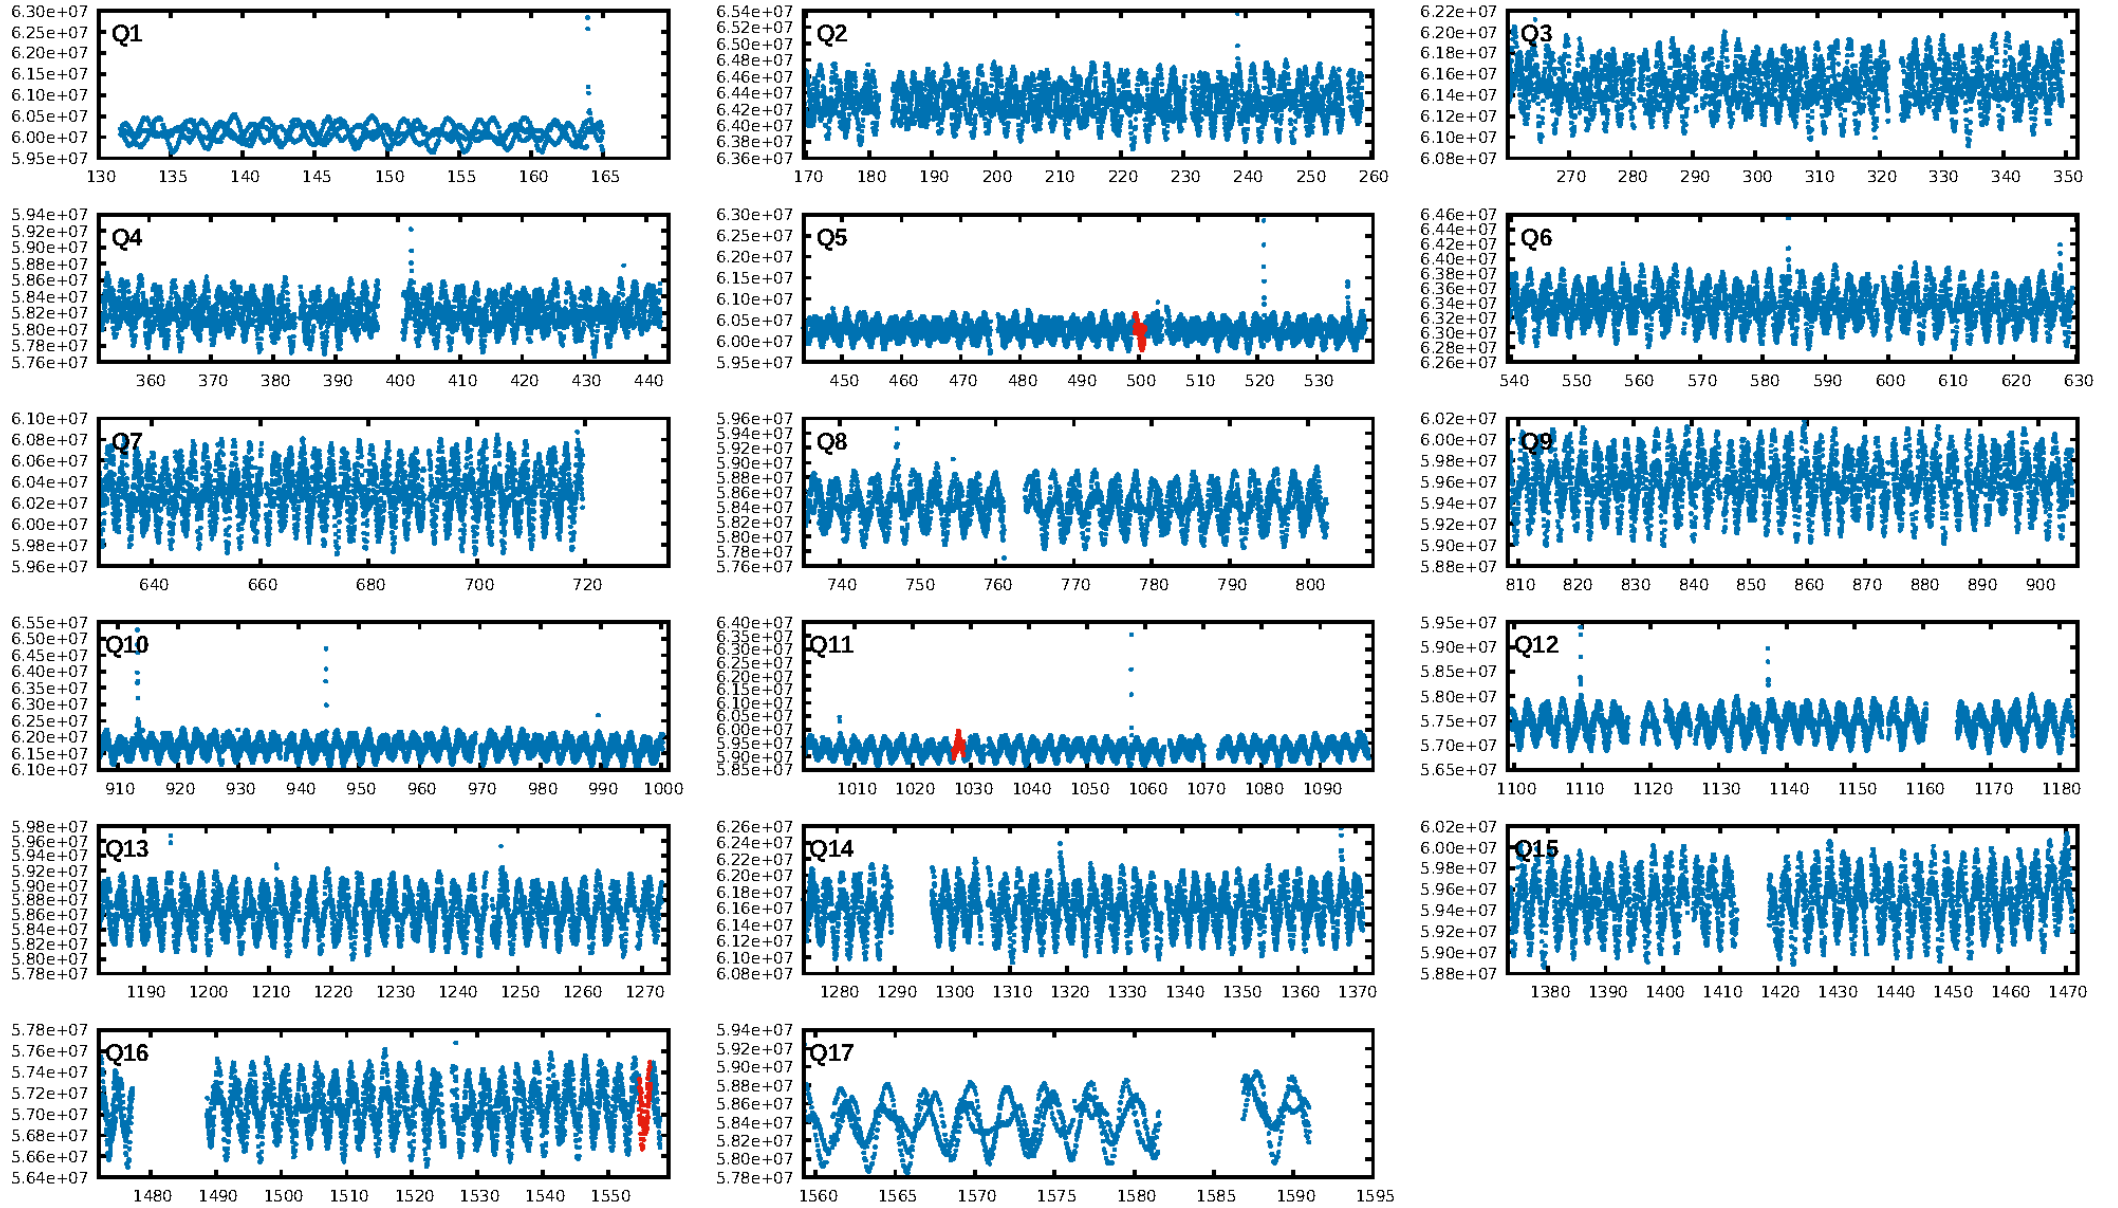 6.30e+07
6.25e+07
6.20e+07
6.15e+07
6.10e+07
6.05e+07
6.00e+07
5.95e+07
Q1
130 135 140 145 150 155 160 165
6.54e+07
6.52e+07
6.50e+07
6.48e+07
6.46e+07
6.44e+07
6.42e+07
6.40e+07
6.38e+07
6.36e+07
Q2
170 180 190 200 210 220 230 240 250 260
6.22e+07
6.20e+07
6.18e+07
6.16e+07
6.14e+07
6.12e+07
6.10e+07
6.08e+07
Q3
270 280 290 300 310 320 330 340 350
5.94e+07
5.92e+07
5.90e+07
5.88e+07
5.86e+07
5.84e+07
5.82e+07
5.80e+07
5.78e+07
5.76e+07
Q4
360 370 380 390 400 410 420 430 440
6.30e+07
6.25e+07
6.20e+07
6.15e+07
6.10e+07
6.05e+07
6.00e+07
5.95e+07
Q5
450 460 470 480 490 500 510 520 530
6.46e+07
6.44e+07
6.42e+07
6.40e+07
6.38e+07
6.36e+07
6.34e+07
6.32e+07
6.30e+07
6.28e+07
6.26e+07
Q6
540 550 560 570 580 590 600 610 620 630
6.10e+07
6.08e+07
6.06e+07
6.04e+07
6.02e+07
6.00e+07
5.98e+07
5.96e+07
Q7
640 660 680 700 720
5.96e+07
5.94e+07
5.92e+07
5.90e+07
5.88e+07
5.86e+07
5.84e+07
5.82e+07
5.80e+07
5.78e+07
5.76e+07
Q8
740 750 760 770 780 790 800
6.02e+07
6.00e+07
5.98e+07
5.96e+07
5.94e+07
5.92e+07
5.90e+07
5.88e+07
Q9
810 820 830 840 850 860 870 880 890 900
6.55e+07
6.50e+07
6.45e+07
6.40e+07
6.35e+07
6.30e+07
6.25e+07
6.20e+07
6.15e+07
6.10e+07
Q10
910 920 930 940 950 960 970 980 990 1000
6.40e+07
6.35e+07
6.30e+07
6.25e+07
6.20e+07
6.15e+07
6.10e+07
6.05e+07
6.00e+07
5.95e+07
5.90e+07
5.85e+07
Q11
1010 1020 1030 1040 1050 1060 1070 1080 1090
5.95e+07
5.90e+07
5.85e+07
5.80e+07
5.75e+07
5.70e+07
5.65e+07
Q12
1100 1110 1120 1130 1140 1150 1160 1170 1180
5.98e+07
5.96e+07
5.94e+07
5.92e+07
5.90e+07
5.88e+07
5.86e+07
5.84e+07
5.82e+07
5.80e+07
5.78e+07
Q13
1190 1200 1210 1220 1230 1240 1250 1260 1270
6.26e+07
6.24e+07
6.22e+07
6.20e+07
6.18e+07
6.16e+07
6.14e+07
6.12e+07
6.10e+07
6.08e+07
Q14
1280 1290 1300 1310 1320 1330 1340 1350 1360 1370
6.02e+07
6.00e+07
5.98e+07
5.96e+07
5.94e+07
5.92e+07
5.90e+07
5.88e+07
Q15
1380 1390 1400 1410 1420 1430 1440 1450 1460 1470
5.78e+07
5.76e+07
5.74e+07
5.72e+07
5.70e+07
5.68e+07
5.66e+07
5.64e+07
Q16
1480 1490 1500 1510 1520 1530 1540 1550
5.94e+07
5.92e+07
5.90e+07
5.88e+07
5.86e+07
5.84e+07
5.82e+07
5.80e+07
5.78e+07
Q17
1560 1565 1570 1575 1580 1585 1590 1595